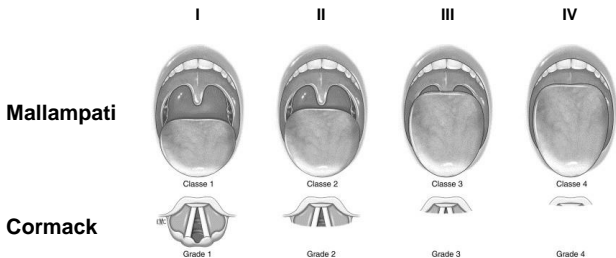 I II III IV
Mallampati
Classe 1 Classe 2 Classe 3 Classe 4
Cormack
Grade 1 Grade 2 Grade 3 Grade 4